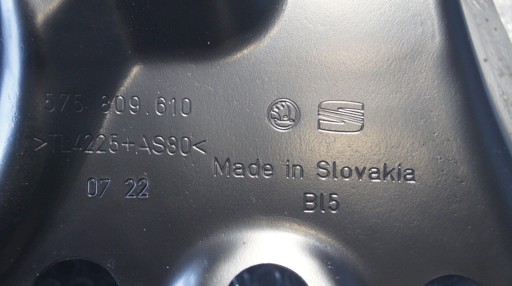 575.809.610
>TL4225+AS80<
07 22
Made in Slovakia
BI5